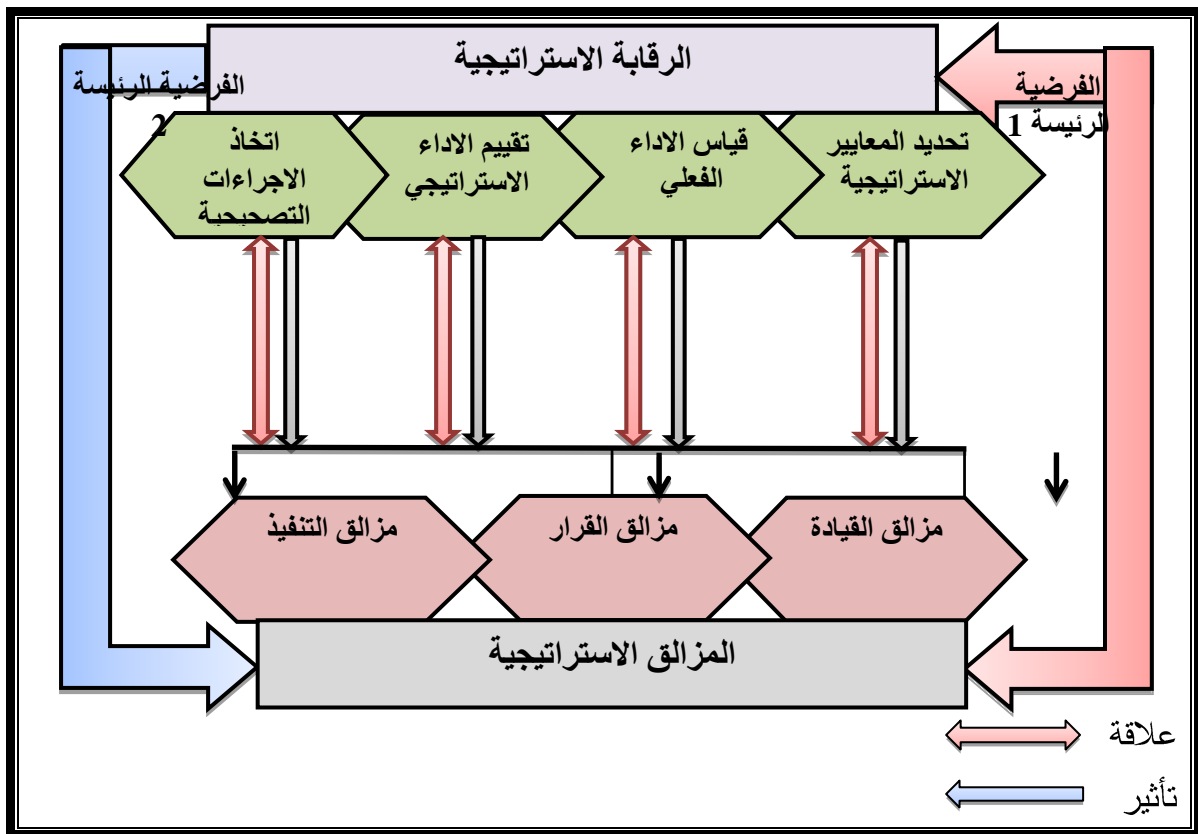 الرقابة الاستراتيجية
الفرضية
الرئيسة 1
الفرضية الرئيسة
2
تحديد المعايير
الاستراتيجية
قياس الاداء
الفعلي
تقييم الاداء
الاستراتيجي
اتخاذ
الاجراءات
التصحيحية
مزالق القيادة
مزالق القرار
مزالق التنفيذ
المزالق الاستراتيجية
علاقة
تأثير